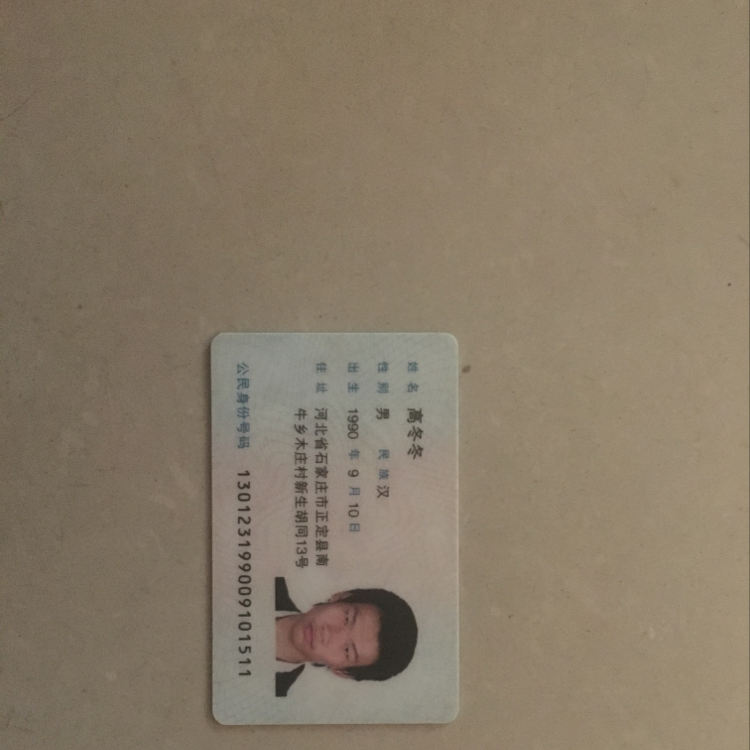 姓名 高冬冬
性别 男 民族 汉
出生 1990 年 9 月 10 日
住址 河北省石家庄市正定县南
牛乡木庄村新生胡同13号
公民身份号码 130123199009101511